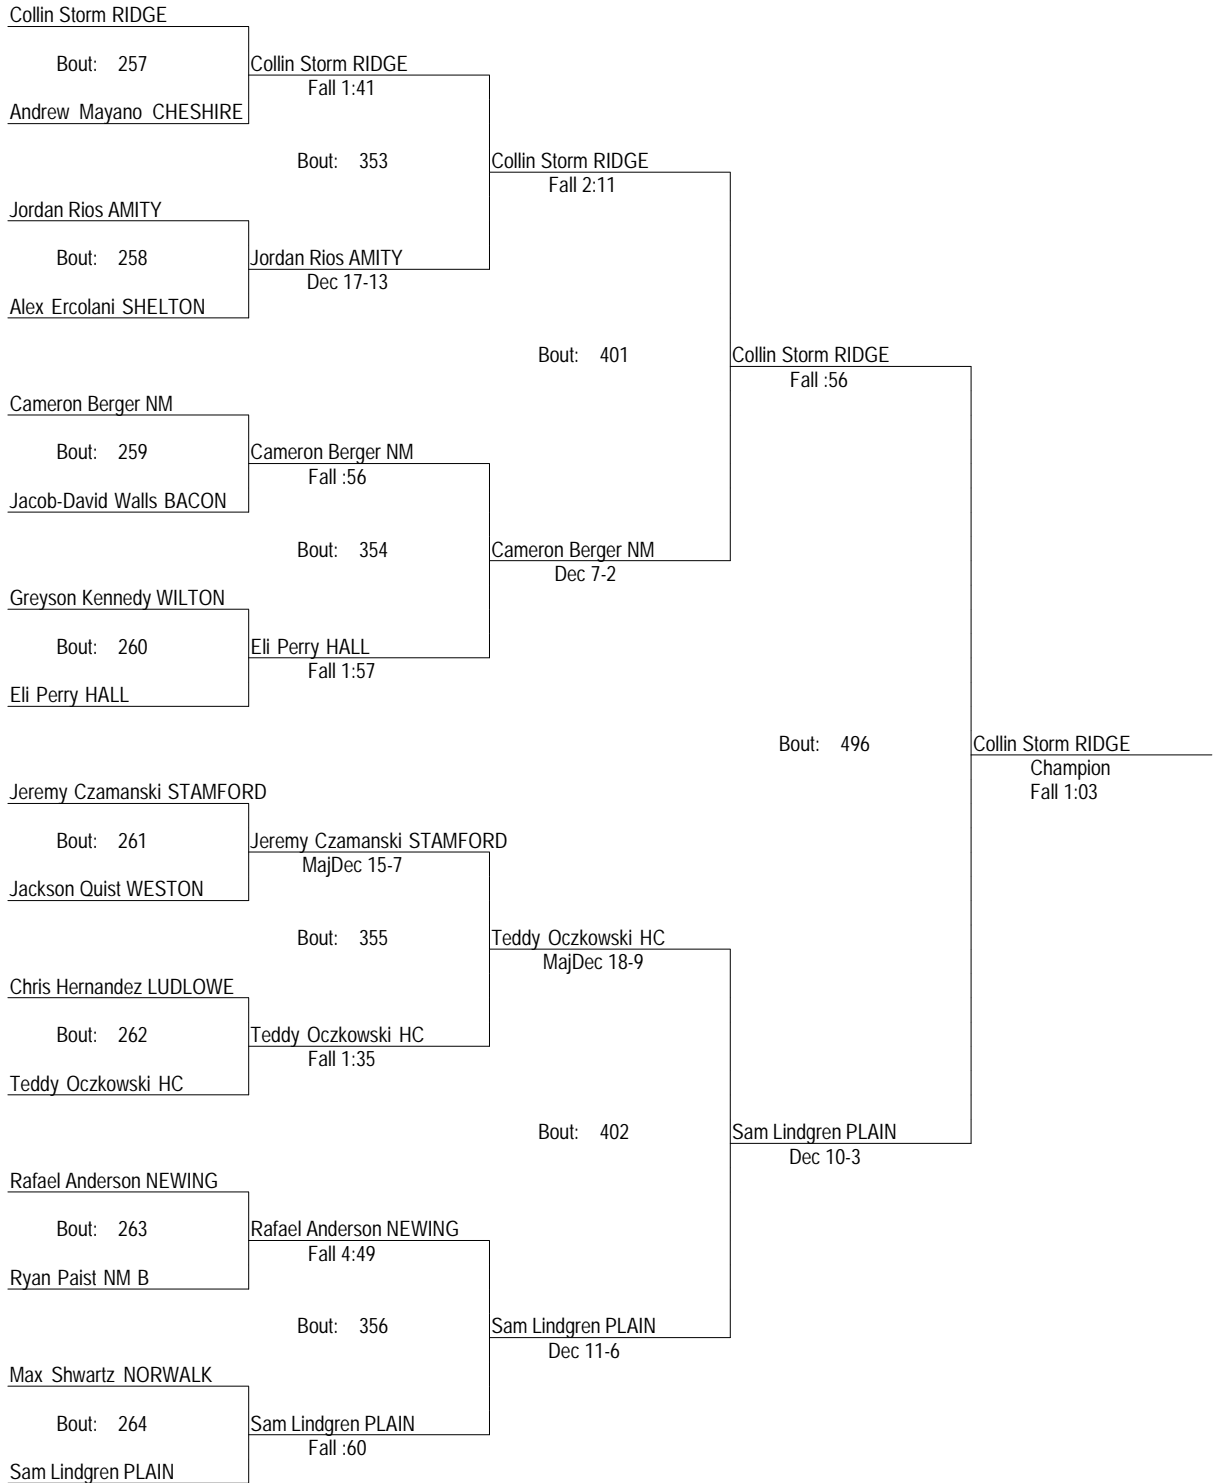 Collin Storm RIDGE
Bout: 257 Collin Storm RIDGE
Fall 1:41
Andrew Mayano CHESHIRE
Bout: 353 Collin Storm RIDGE
Fall 2:11
Jordan Rios AMITY
Bout: 258 Jordan Rios AMITY
Dec 17-13
Alex Ercolani SHELTON
Bout: 401 Collin Storm RIDGE
Fall :56
Cameron Berger NM
Bout: 259 Cameron Berger NM
Fall :56
Jacob-David Walls BACON
Bout: 354 Cameron Berger NM
Dec 7-2
Greyson Kennedy WILTON
Bout: 260 Eli Perry HALL
Fall 1:57
Eli Perry HALL
Bout: 496 Collin Storm RIDGE
Champion
Fall 1:03
Jeremy Czamanski STAMFORD
Bout: 261 Jeremy Czamanski STAMFORD
MajDec 15-7
Jackson Quist WESTON
Bout: 355 Teddy Oczkowski HC
MajDec 18-9
Chris Hernandez LUDLOWE
Bout: 262 Teddy Oczkowski HC
Fall 1:35
Teddy Oczkowski HC
Bout: 402 Sam Lindgren PLAIN
Dec 10-3
Rafael Anderson NEWING
Bout: 263 Rafael Anderson NEWING
Fall 4:49
Ryan Paist NM B
Bout: 356 Sam Lindgren PLAIN
Dec 11-6
Max Shwartz NORWALK
Bout: 264 Sam Lindgren PLAIN
Fall :60
Sam Lindgren PLAIN